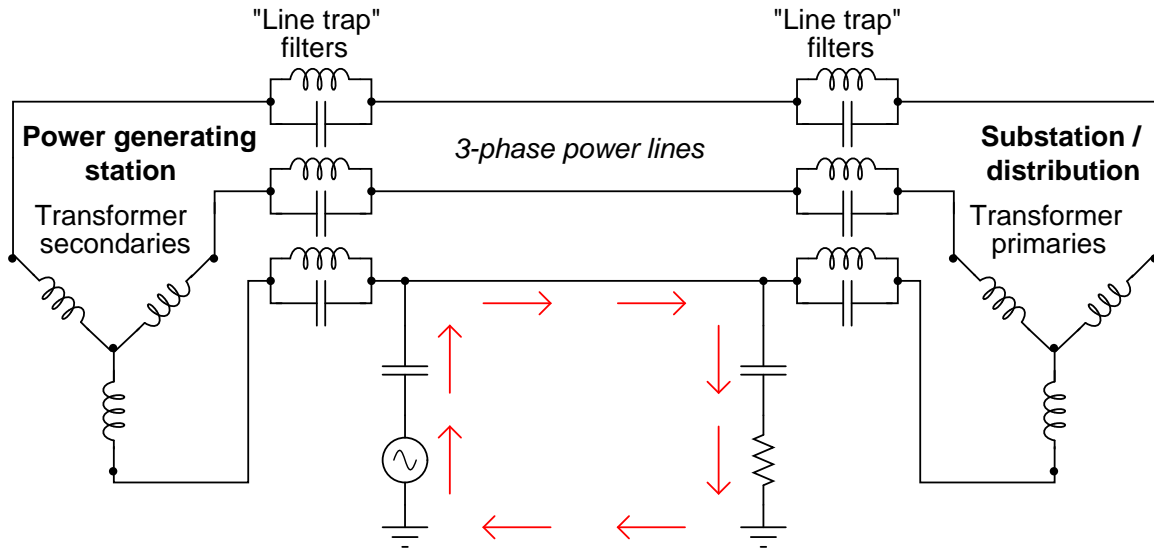 "Line trap"
filters
"Line trap"
filters
Power generating
station
3-phase power lines
Substation /
distribution
Transformer
secondaries
Transformer
primaries